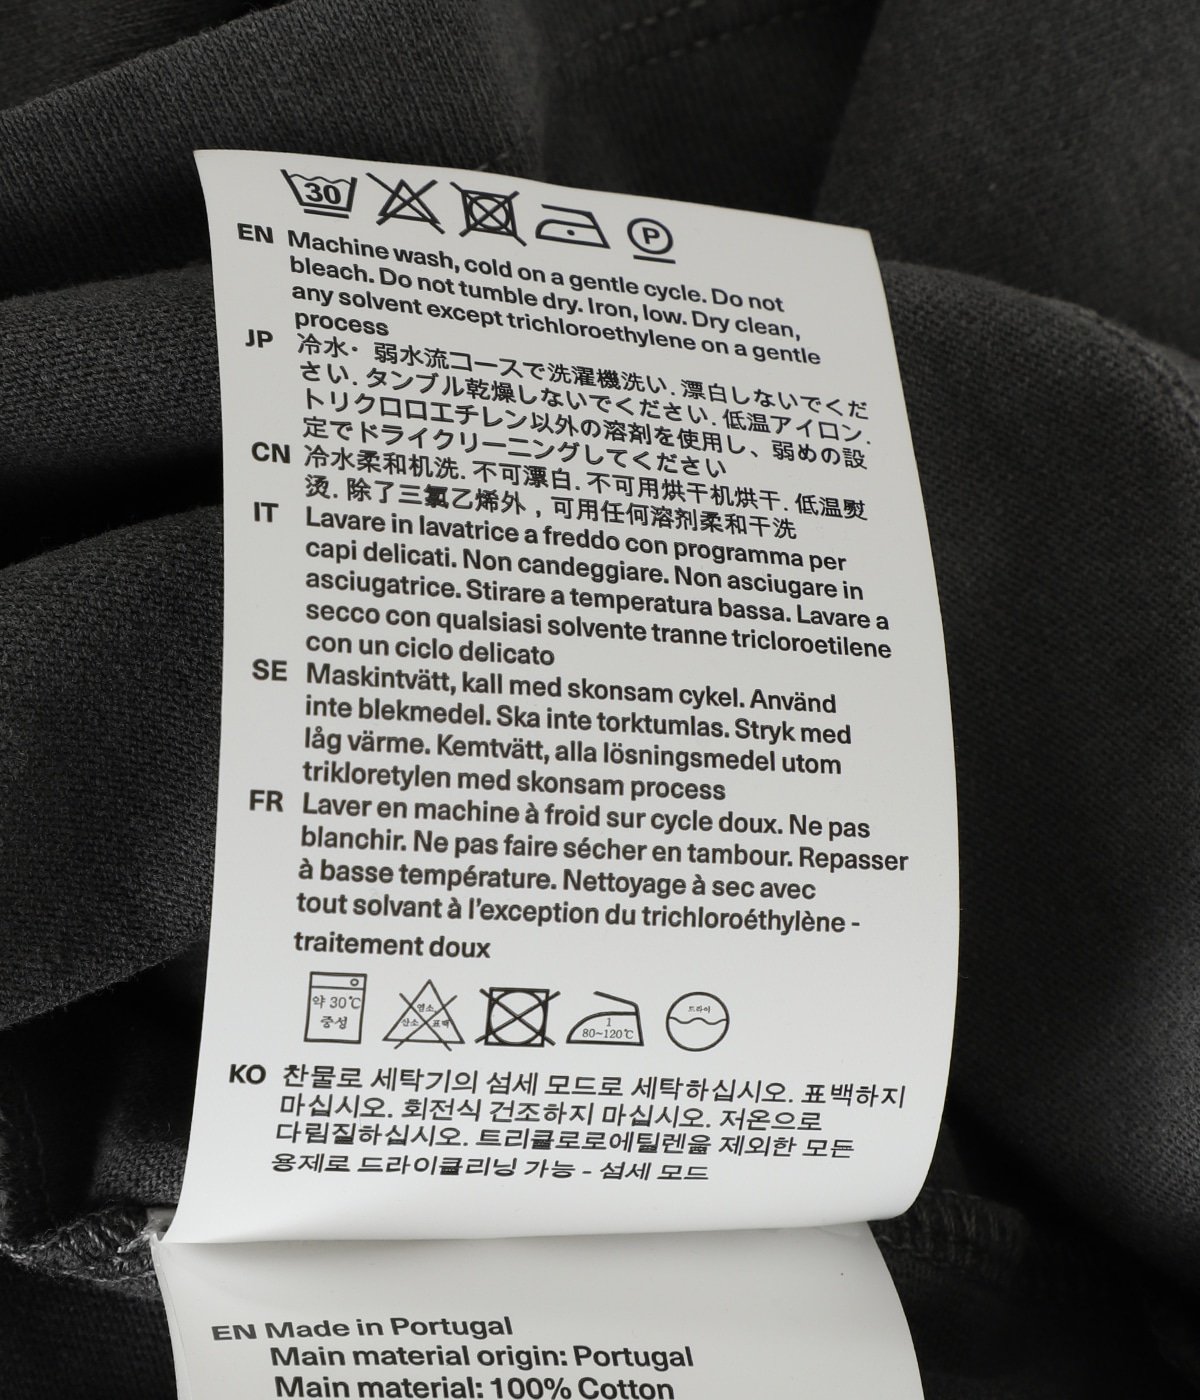 30 P
EN Machine wash, cold on a gentle cycle. Do not
bleach. Do not tumble dry. Iron, low. Dry clean,
any solvent except trichloroethylene on a gentle
process
JP 冷水・弱水流コースで洗濯機洗い. 漂白しないでくだ
さい. タンブル乾燥しないでください. 低温アイロン.
トリクロロエチレン以外の溶剤を使用し、弱めの設
定でドライクリーニングしてください
CN 冷水柔和机洗. 不可漂白. 不可用烘干机烘干. 低温熨
烫. 除了三氯乙烯外，可用任何溶剂柔和干洗
IT Lavare in lavatrice a freddo con programma per
capi delicati. Non candeggiare. Non asciugare in
asciugatrice. Stirare a temperatura bassa. Lavare a
secco con qualsiasi solvente tranne tricloroetilene
con un ciclo delicato
SE Maskintvätt, kall med skonsam cykel. Använd
inte blekmedel. Ska inte torktumlas. Stryk med
låg värme. Kemtvätt, alla lösningsmedel utom
trikloretylen med skonsam process
FR Laver en machine à froid sur cycle doux. Ne pas
blanchir. Ne pas faire sécher en tambour. Repasser
à basse température. Nettoyage à sec avec
tout solvant à l'exception du trichloroéthylène -
traitement doux
약 30℃ 염소 1 드라이
중성 산소 표백 80~120℃
KO 찬물로 세탁기의 섬세 모드로 세탁하십시오. 표백하지
마십시오. 회전식 건조하지 마십시오. 저온으로
다림질하십시오. 트리클로로에틸렌을 제외한 모든
용제로 드라이클리닝 가능 - 섬세 모드
EN Made in Portugal
Main material origin: Portugal
Main material: 100% Cotton